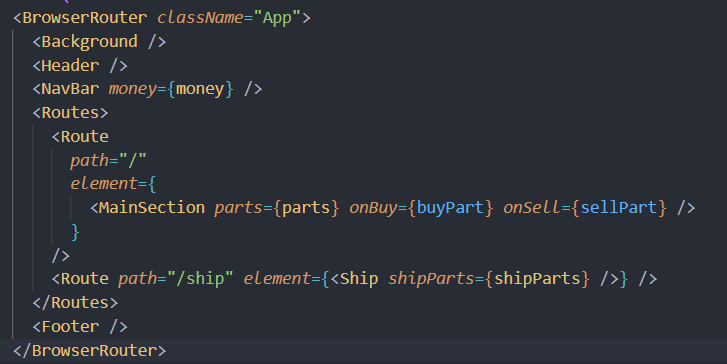 <BrowserRouter className="App">
<Background />
<Header />
<NavBar money={money} />
<Routes>
<Route
path="/"
element={
<MainSection parts={parts} onBuy={buyPart} onSell={sellPart} />
}
/>
<Route path="/ship" element={<Ship shipParts={shipParts} />} />
</Routes>
<Footer />
</BrowserRouter>